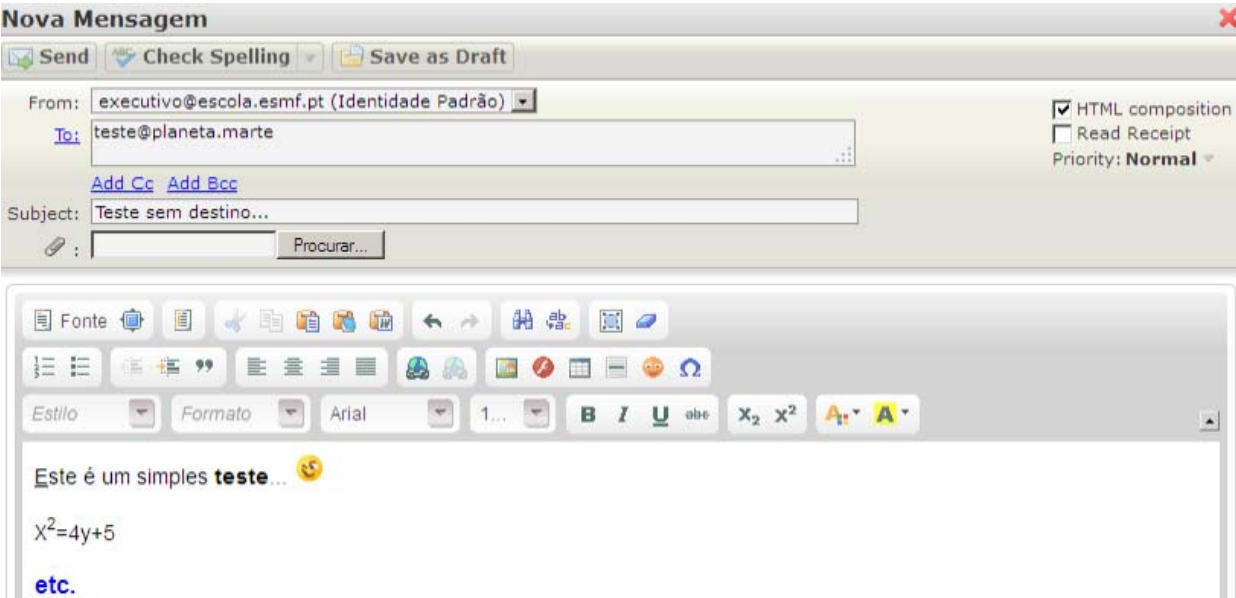 Nova Mensagem
Send Check Spelling Save as Draft
From: executivo@escola.esmf.pt (Identidade Padrão) HTML composition
To: teste@planeta.marte Read Receipt
Priority: Normal
Add Cc Add Bcc
Subject: Teste sem destino...
: Procurar...
Fonte
Estilo Formato Arial 1... B I U abc X₂ X² A A
Este é um simples teste...
X²=4y+5
etc.